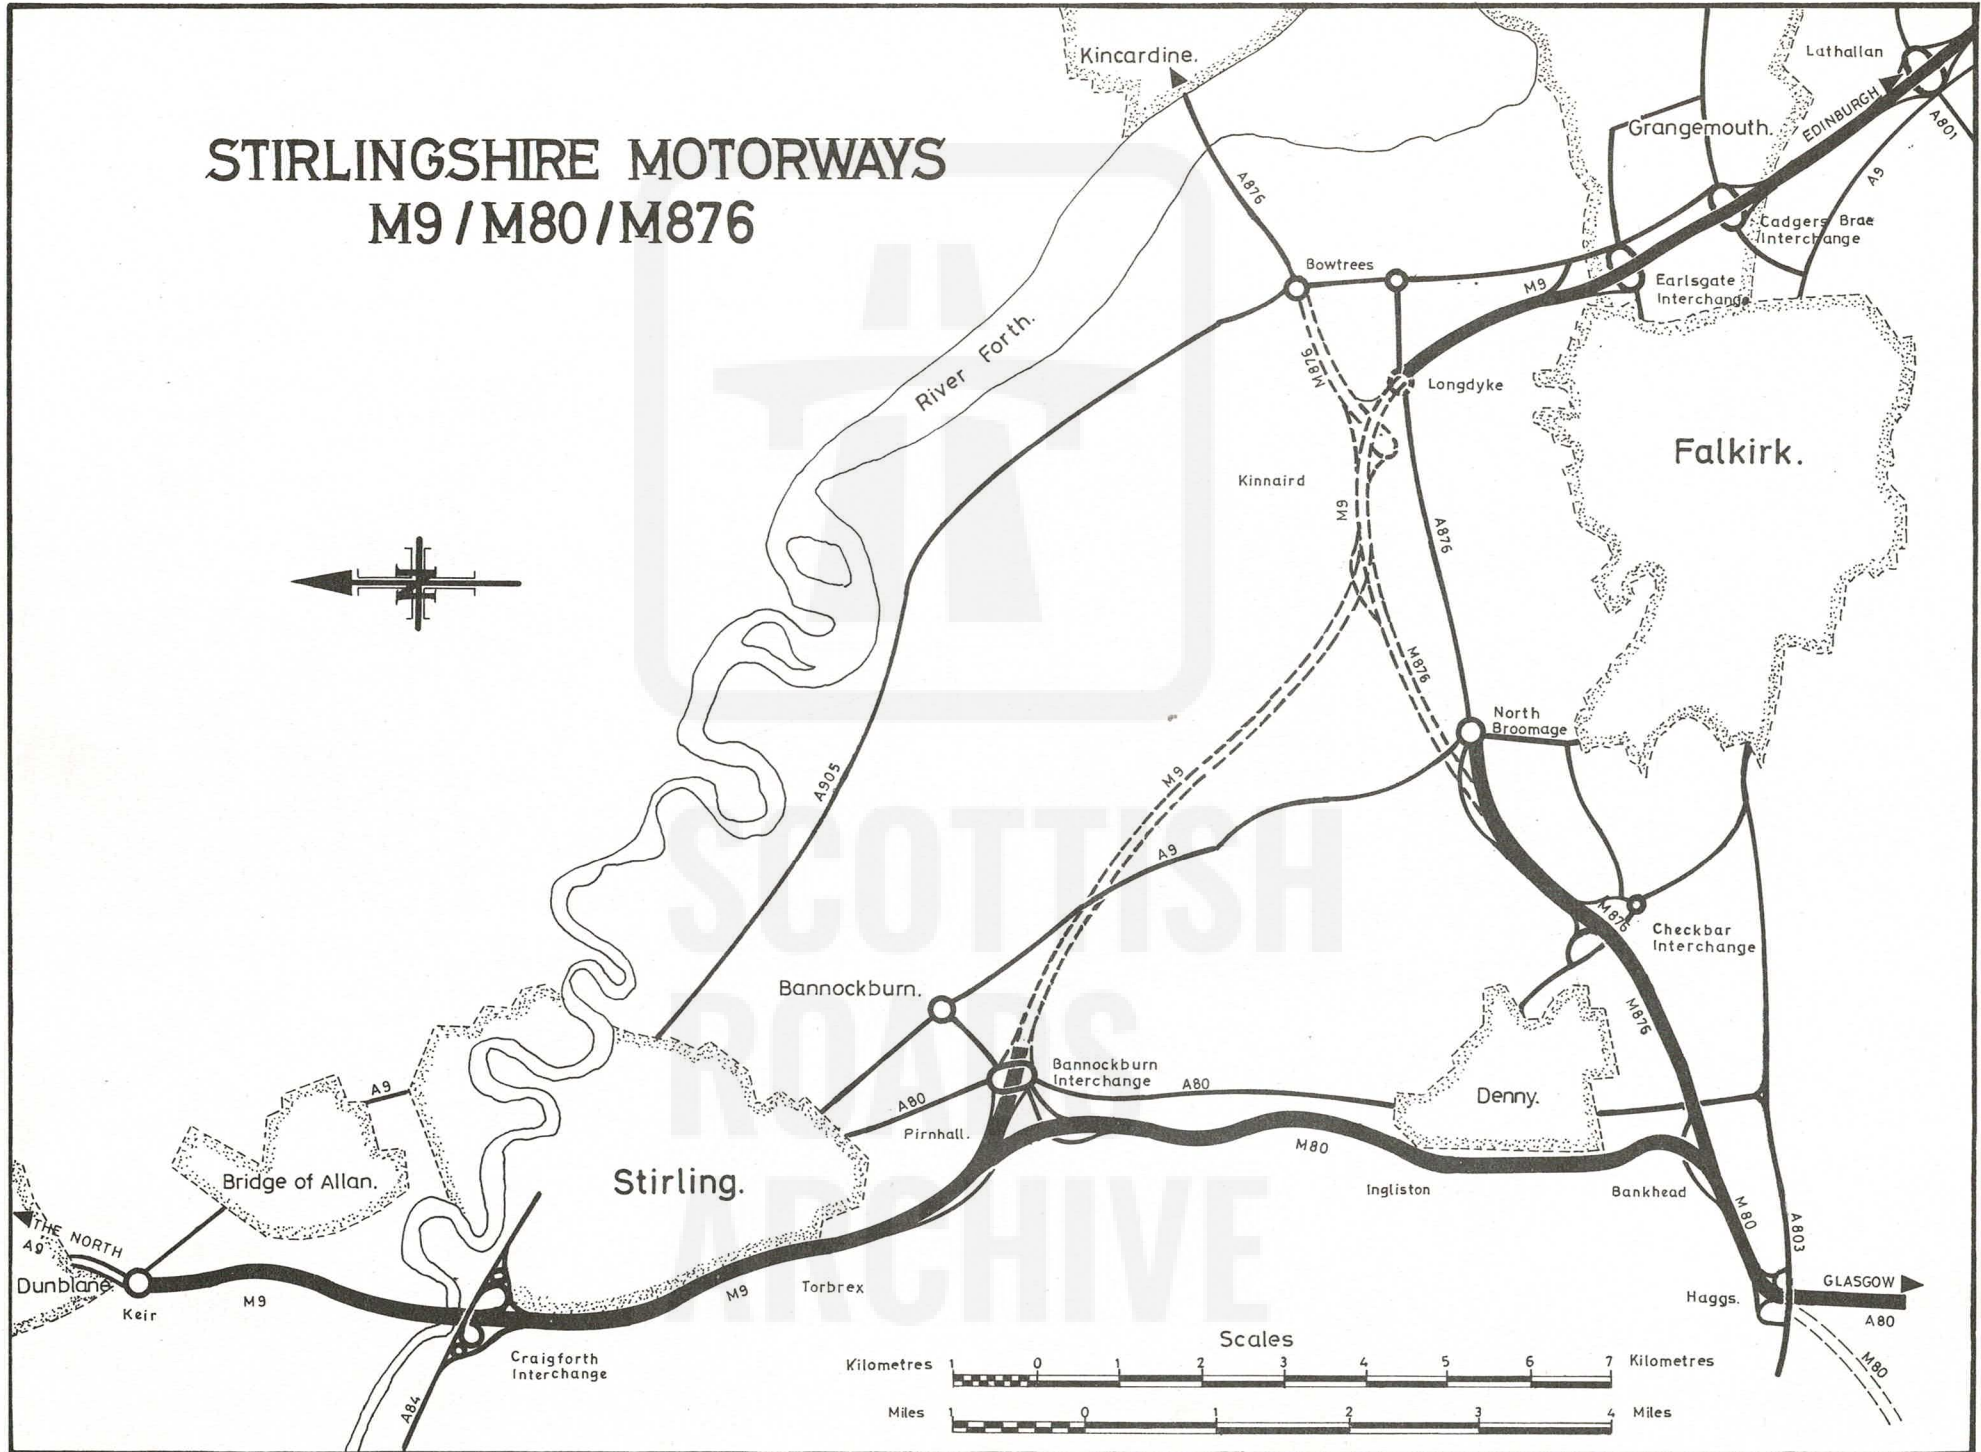 STIRLINGSHIRE MOTORWAYS
M9 / M80 / M876
Kincardine.
Lathallan
EDINBURGH
A801
Grangemouth.
A9
A876
Cadgers Brae
Interchange
Bowtrees
M9
Earlsgate
Interchange
River Forth.
M876
Longdyke
Falkirk.
Kinnaird
M9
A876
M876
North
Broomage
A905
M9
A9
M876
Checkbar
Interchange
Bannockburn.
M876
Bannockburn
Interchange
A80
A9
A80
Denny.
Pirnhall.
M80
Bridge of Allan.
Stirling.
Ingliston
Bankhead
M80
A803
THE NORTH
A9
Dunblane.
Keir
M9
M9
Torbrex
Haggs.
GLASGOW
A80
M80
Craigforth
Interchange
A84
Scales
Kilometres 1 0 1 2 3 4 5 6 7 Kilometres
Miles 1 0 1 2 3 4 Miles
SCOTTISH
ROADS
ARCHIVE